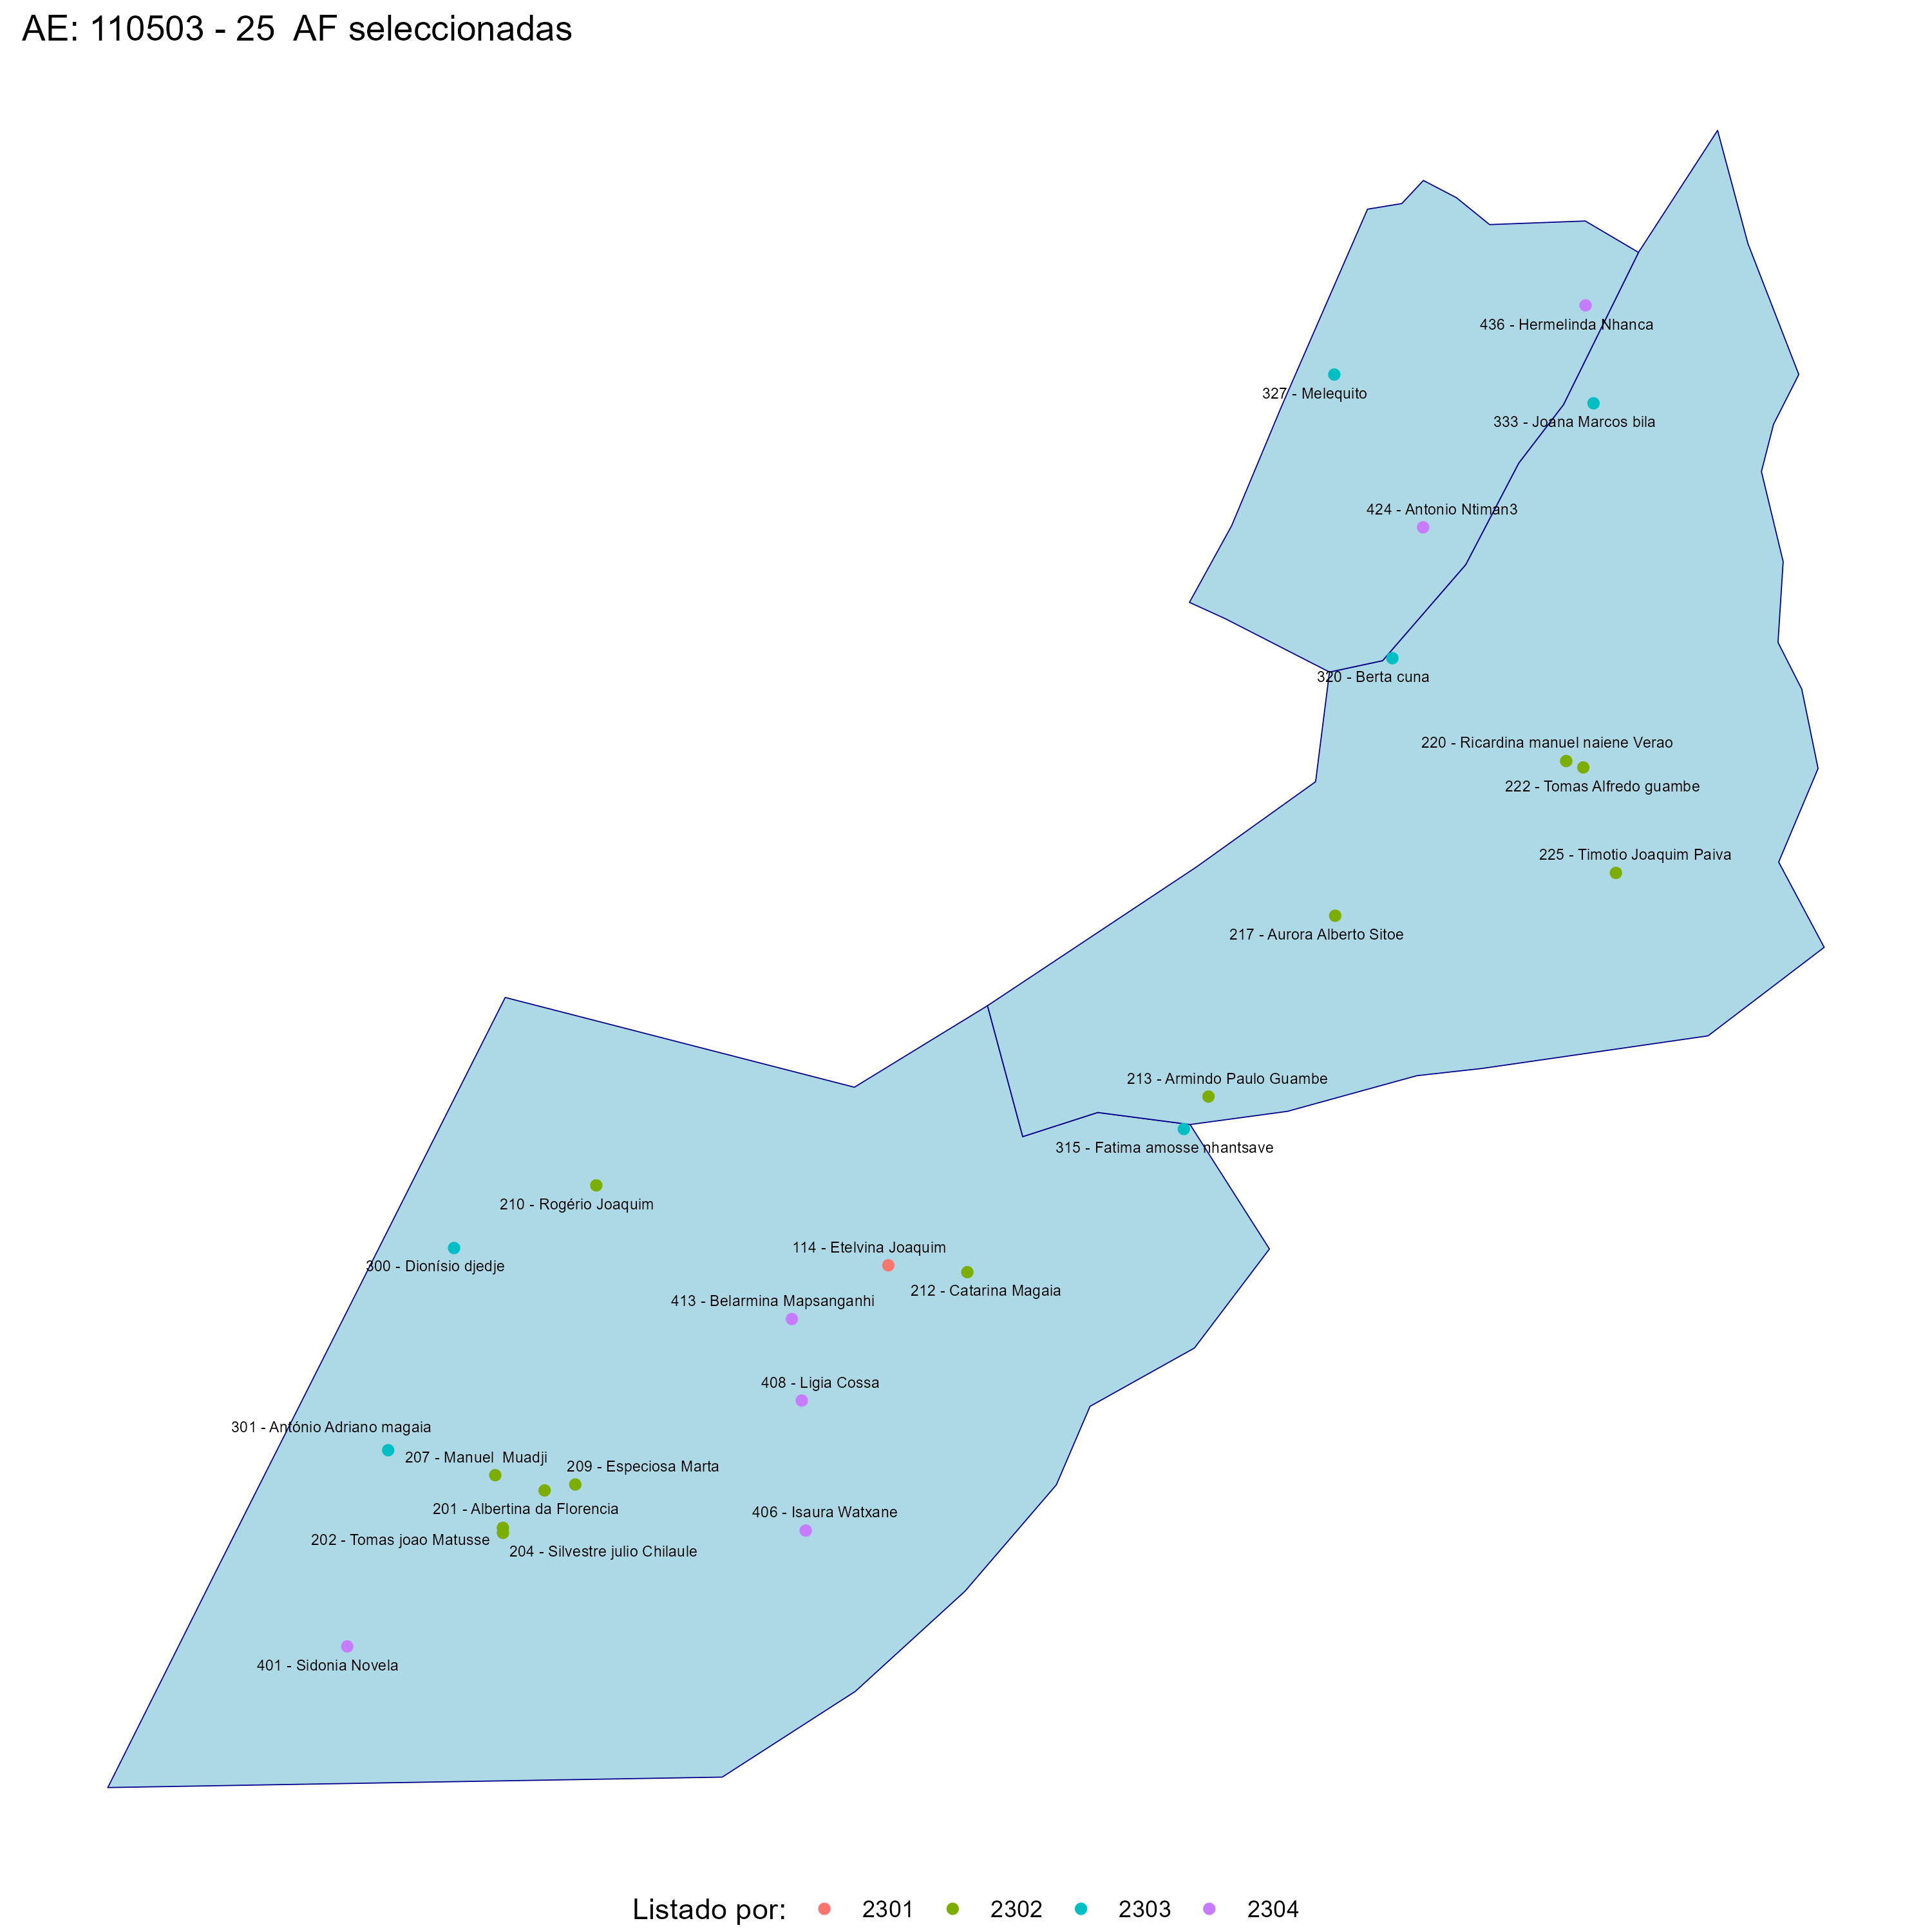 AE: 110503 - 25  AF seleccionadas
436 - Hermelinda Nhanca
327 - Melequito
333 - Joana Marcos bila
424 - Antonio Ntiman3
320 - Berta cuna
220 - Ricardina manuel naiene Verao
222 - Tomas Alfredo guambe
225 - Timotio Joaquim Paiva
217 - Aurora Alberto Sitoe
213 - Armindo Paulo Guambe
315 - Fatima amosse nhantsave
210 - Rogério Joaquim
114 - Etelvina Joaquim
300 - Dionísio djedje
212 - Catarina Magaia
413 - Belarmina Mapsanganhi
408 - Ligia Cossa
301 - António Adriano magaia
207 - Manuel  Muadji
209 - Especiosa Marta
201 - Albertina da Florencia
406 - Isaura Watxane
202 - Tomas joao Matusse
204 - Silvestre julio Chilaule
401 - Sidonia Novela
Listado por: 2301 2302 2303 2304